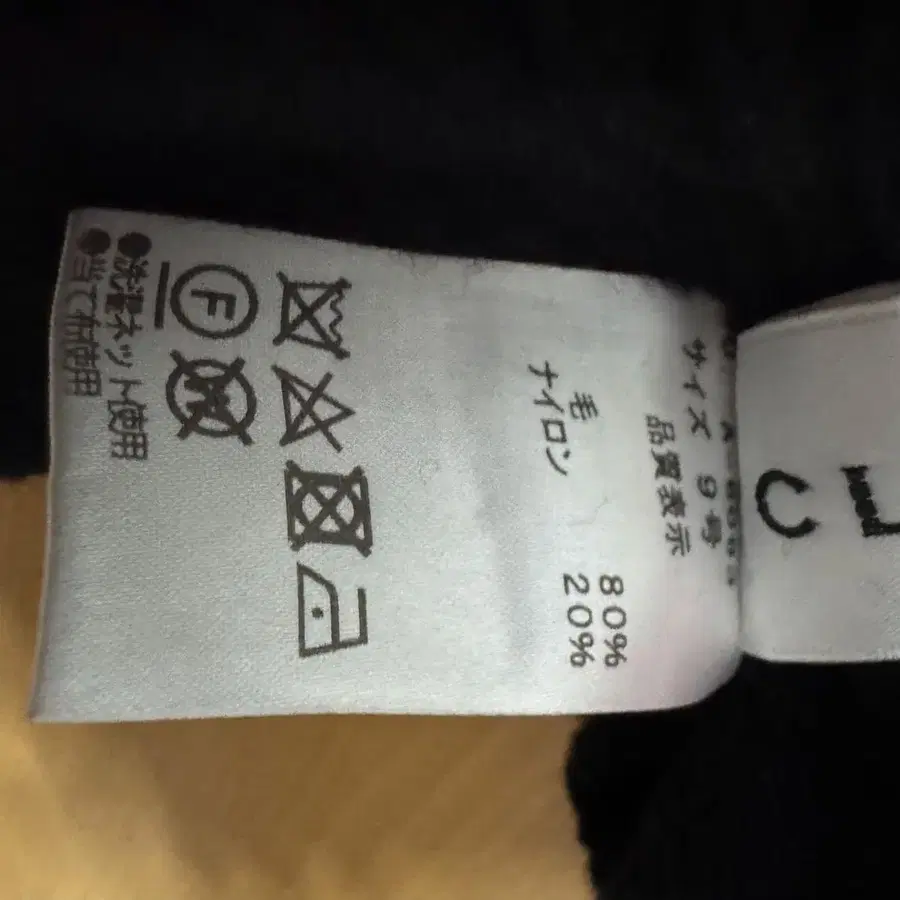 サイズ 9号
品質表示
毛 80%
ナイロン 20%
F
W
●洗濯ネット使用
●当て布使用